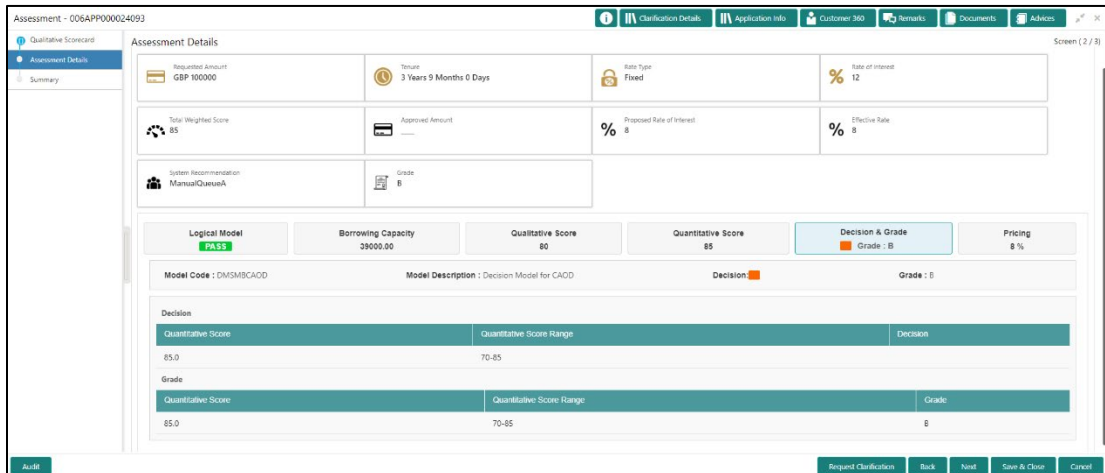 Assessment - 006APP000024093
Clarification Details
Application Info
Customer 360
Remarks
Documents
Advices
Qualitative Scorecard
Assessment Details
Summary
Assessment Details
Screen ( 2 / 3)
Requested Amount
GBP 100000
Tenure
3 Years 9 Months 0 Days
Rate Type
Fixed
Rate of Interest
12
Total Weighted Score
85
Approved Amount
Proposed Rate of Interest
8
Effective Rate
8
System Recommendation
ManualQueueA
Grade
B
Logical Model
PASS
Borrowing Capacity
39000.00
Qualitative Score
80
Quantitative Score
85
Decision & Grade
Grade : B
Pricing
8 %
Model Code : DMSMBCAOD
Model Description : Decision Model for CAOD
Decision:
Grade : B
Decision
Quantitative Score Quantitative Score Range Decision
85.0 70-85
Grade
Quantitative Score Quantitative Score Range Grade
85.0 70-85 B
Audit
Request Clarification
Back
Next
Save & Close
Cancel